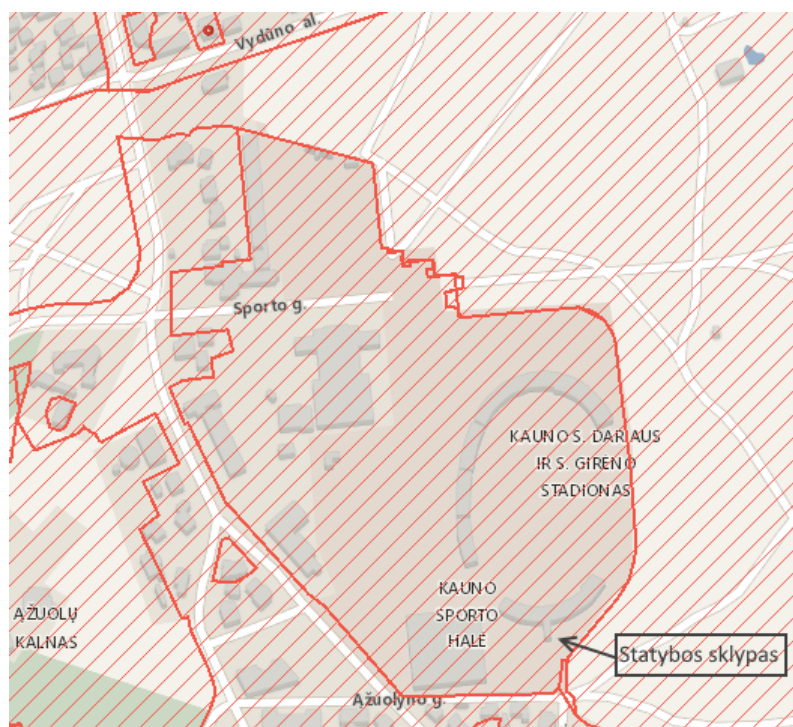 Vydūno al.
Sporto g.
KAUNO S. DARIAUS
IR S. GIRĖNO
STADIONAS
KAUNO
SPORTO
HALĖ
ĄŽUOLŲ
KALNAS
Statybos sklypas
Ąžuolyno g.